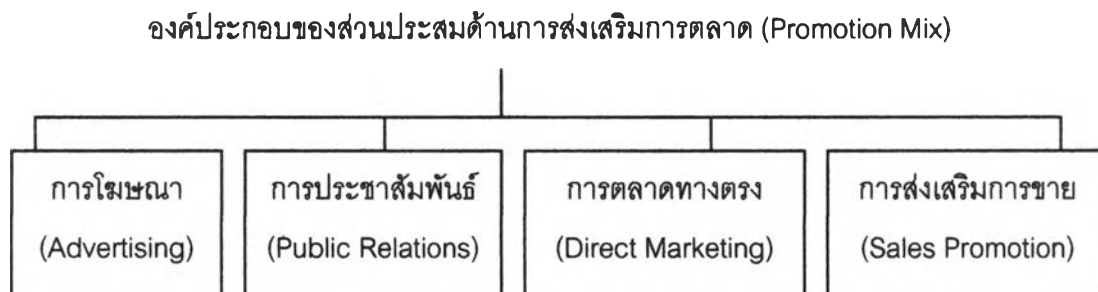 องค์ประกอบของส่วนประสมด้านการส่งเสริมการตลาด (Promotion Mix)
การโฆษณา
(Advertising)
การประชาสัมพันธ์
(Public Relations)
การตลาดทางตรง
(Direct Marketing)
การส่งเสริมการขาย
(Sales Promotion)